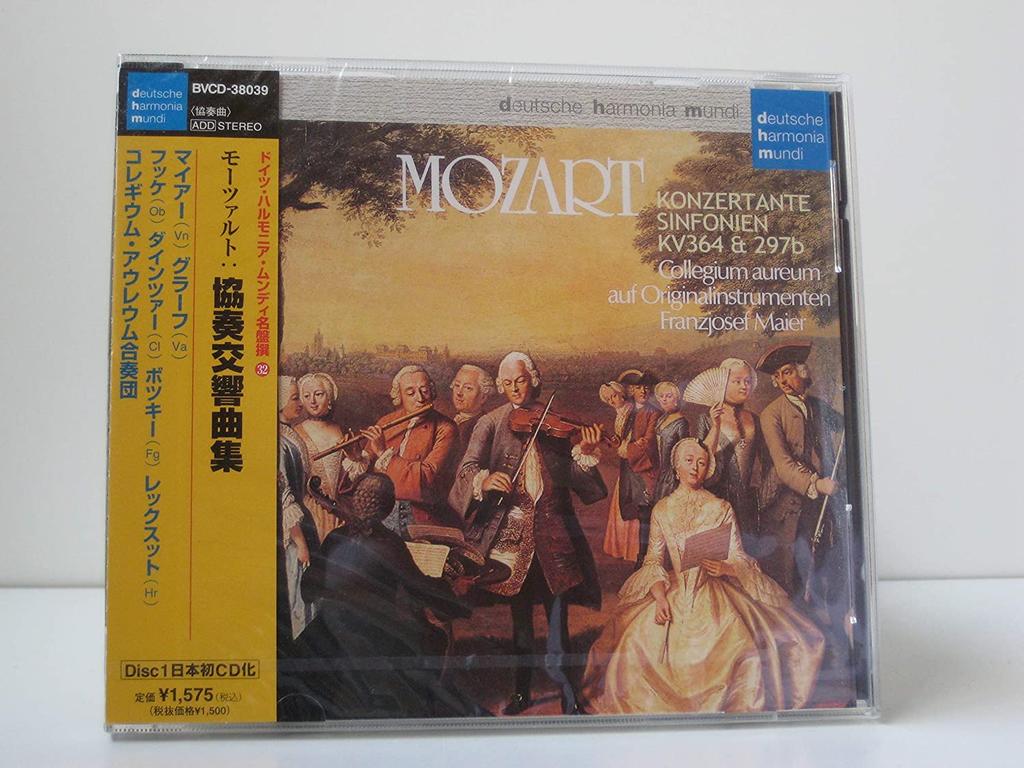 deutsche
harmonia
mundi
BVCD-38039
〈協奏曲〉
ADD STEREO
ドイツ・ハルモニア・ムンディ名盤撰32
モーツァルト:協奏交響曲集
マイアー(Vn) グラーフ(Va)
フッケ(Ob) ダインツァー(Cl) ボツキー(Fg) レックスット(Hr)
コレギウム・アウレウム合奏団
Disc1日本初CD化
定価¥1,575(税込)
(税抜価格¥1,500)
deutsche harmonia mundi
deutsche
harmonia
mundi
MOZART
KONZERTANTE
SINFONIEN
KV364 & 297b
Collegium aureum
auf Originalinstrumenten
Franzjosef Maier